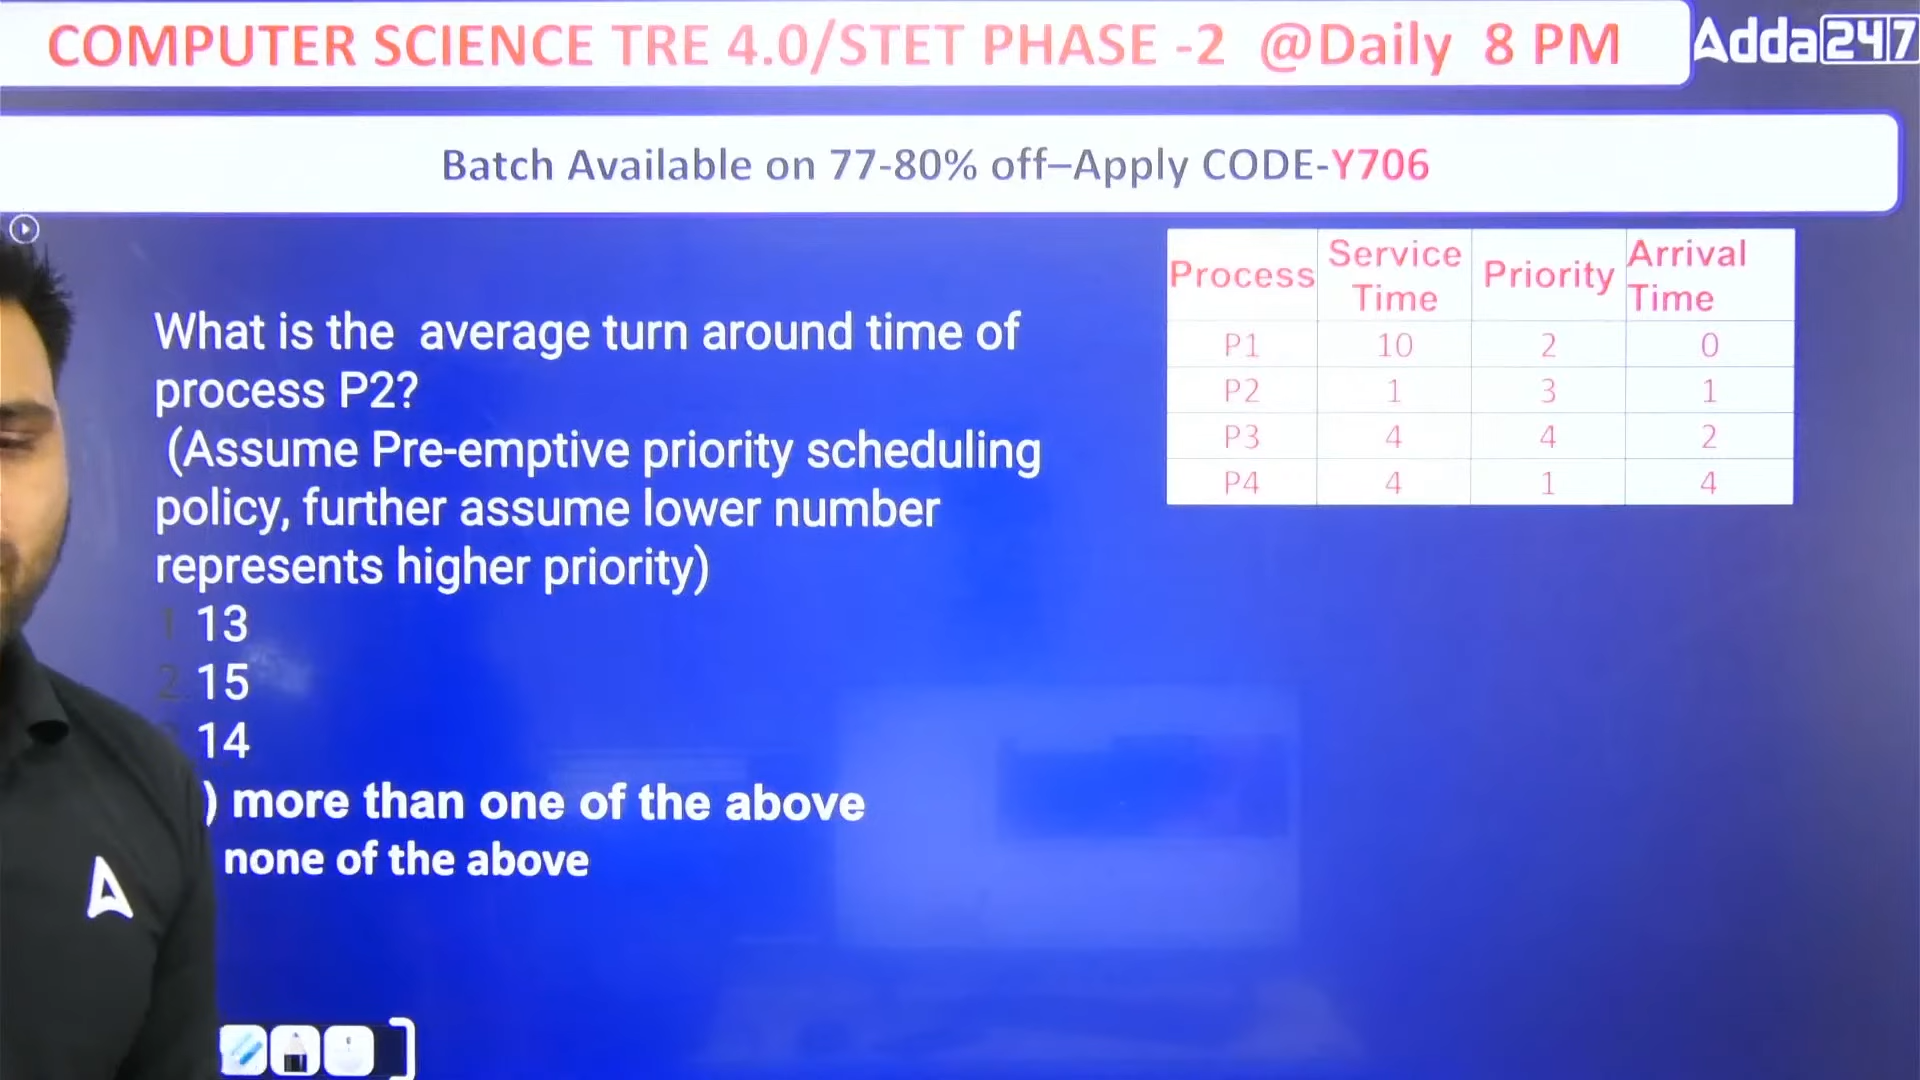 COMPUTER SCIENCE TRE 4.0/STET PHASE -2 @Daily 8 PM
Adda247
Batch Available on 77-80% off–Apply CODE-Y706
What is the average turn around time of
process P2?
(Assume Pre-emptive priority scheduling
policy, further assume lower number
represents higher priority)
1 13
2. 15
14
) more than one of the above
none of the above
Process Service Time Priority Arrival Time
P1 10 2 0
P2 1 3 1
P3 4 4 2
P4 4 1 4